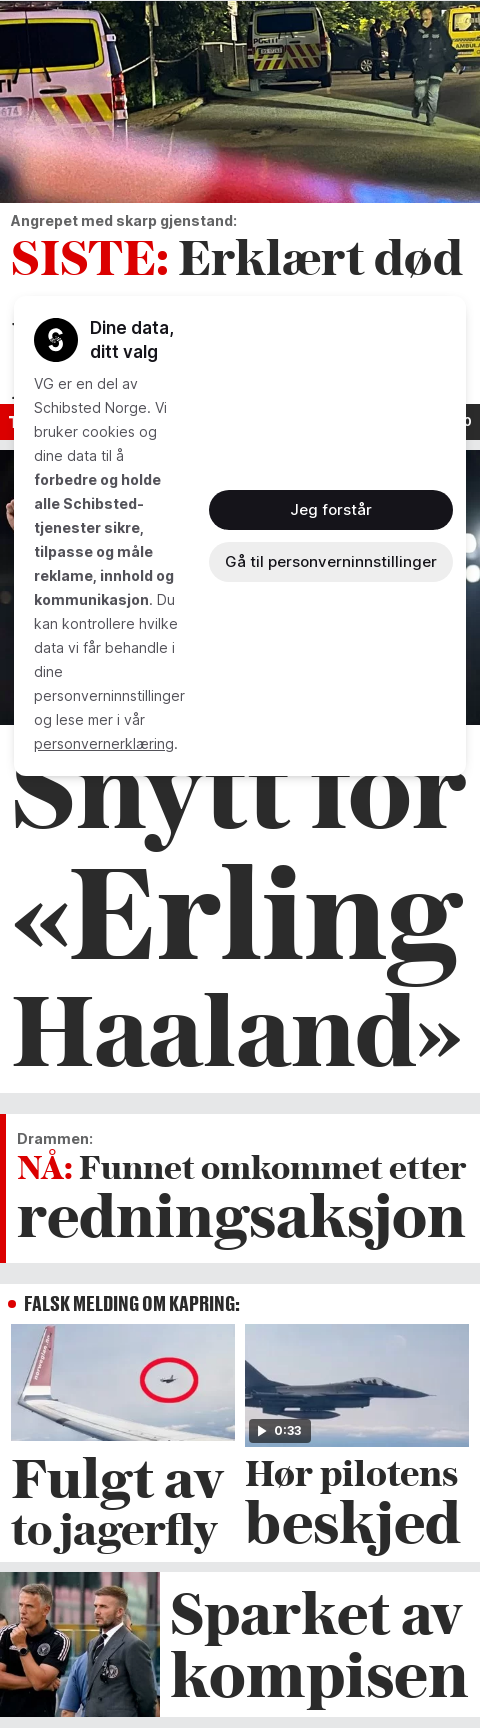 POLITI
AMBULANSE
674
Angrepet med skarp gjenstand:
SISTE: Erklært død
Dine data,
ditt valg
VG er en del av
Schibsted Norge. Vi
bruker cookies og
dine data til å
forbedre og holde
alle Schibsted-
tjenester sikre,
tilpasse og måle
reklame, innhold og
kommunikasjon. Du
kan kontrollere hvilke
data vi får behandle i
dine
personverninnstillinger
og lese mer i vår
personvernerklæring.
Jeg forstår
Gå til personverninnstillinger
Snytt for
«Erling
Haaland»
Drammen:
NÅ: Funnet omkommet etter
redningsaksjon
FALSK MELDING OM KAPRING:
0:33
Fulgt av
to jagerfly
Hør pilotens
beskjed
Sparket av
kompisen